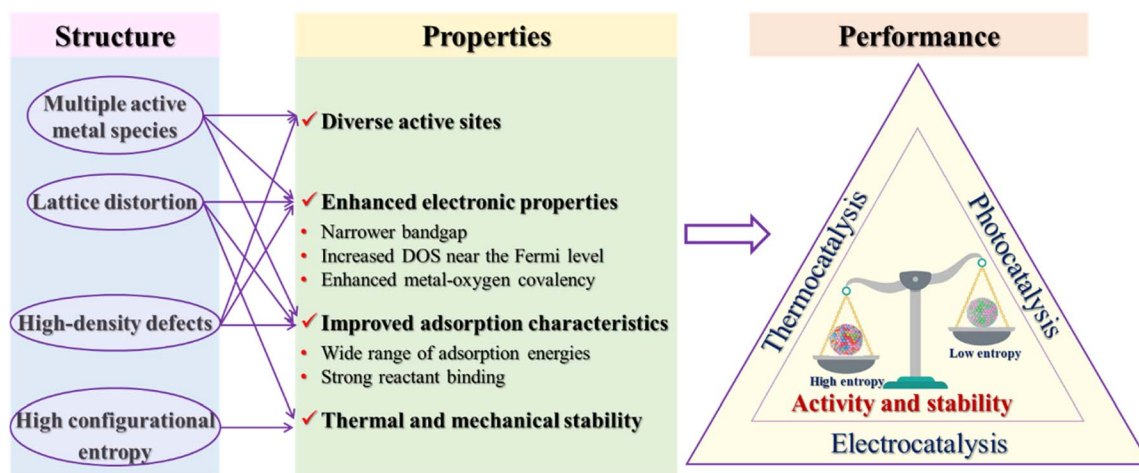 Structure
Multiple active
metal species
Lattice distortion
High-density defects
High configurational
entropy
Properties
✓ Diverse active sites
✓ Enhanced electronic properties
• Narrower bandgap
• Increased DOS near the Fermi level
• Enhanced metal-oxygen covalency
✓ Improved adsorption characteristics
• Wide range of adsorption energies
• Strong reactant binding
✓ Thermal and mechanical stability
Performance
Thermocatalysis
Photocatalysis
High entropy
Low entropy
Activity and stability
Electrocatalysis